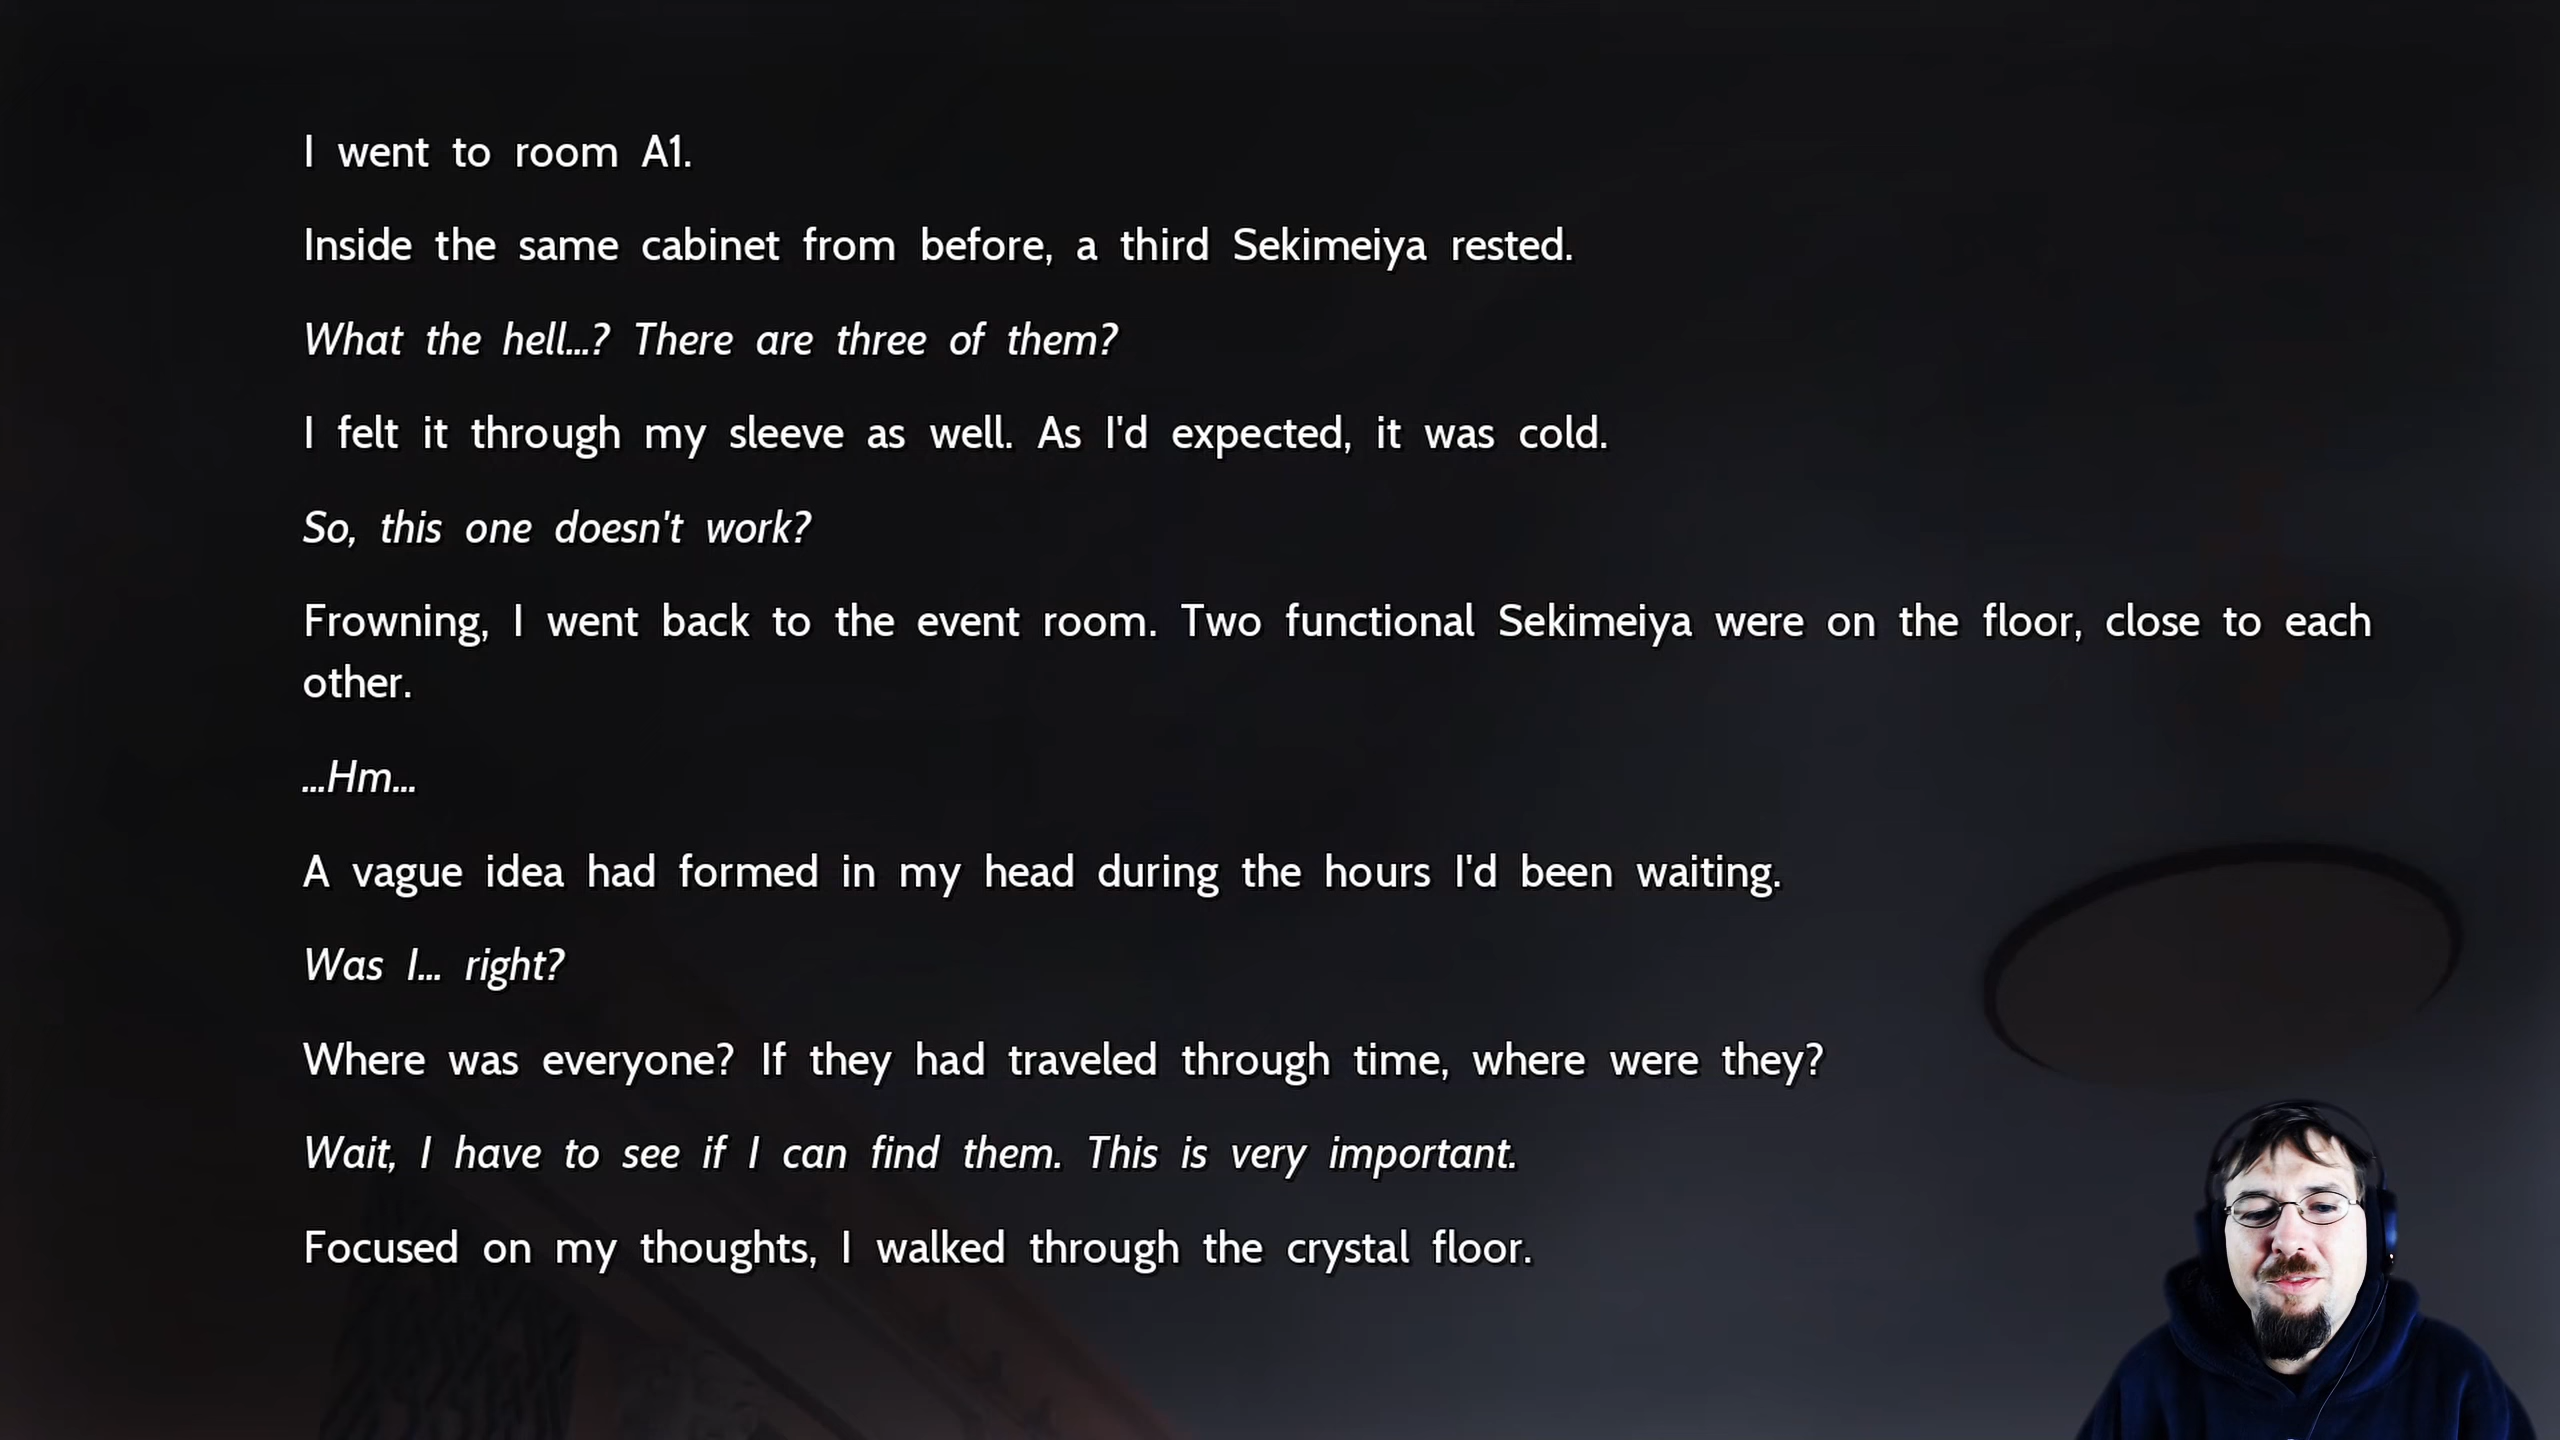 I went to room A1.
Inside the same cabinet from before, a third Sekimeiya rested.
What the hell...? There are three of them?
I felt it through my sleeve as well. As I'd expected, it was cold.
So, this one doesn't work?
Frowning, I went back to the event room. Two functional Sekimeiya were on the floor, close to each
other.
...Hm...
A vague idea had formed in my head during the hours I'd been waiting.
Was I... right?
Where was everyone? If they had traveled through time, where were they?
Wait, I have to see if I can find them. This is very important.
Focused on my thoughts, I walked through the crystal floor.